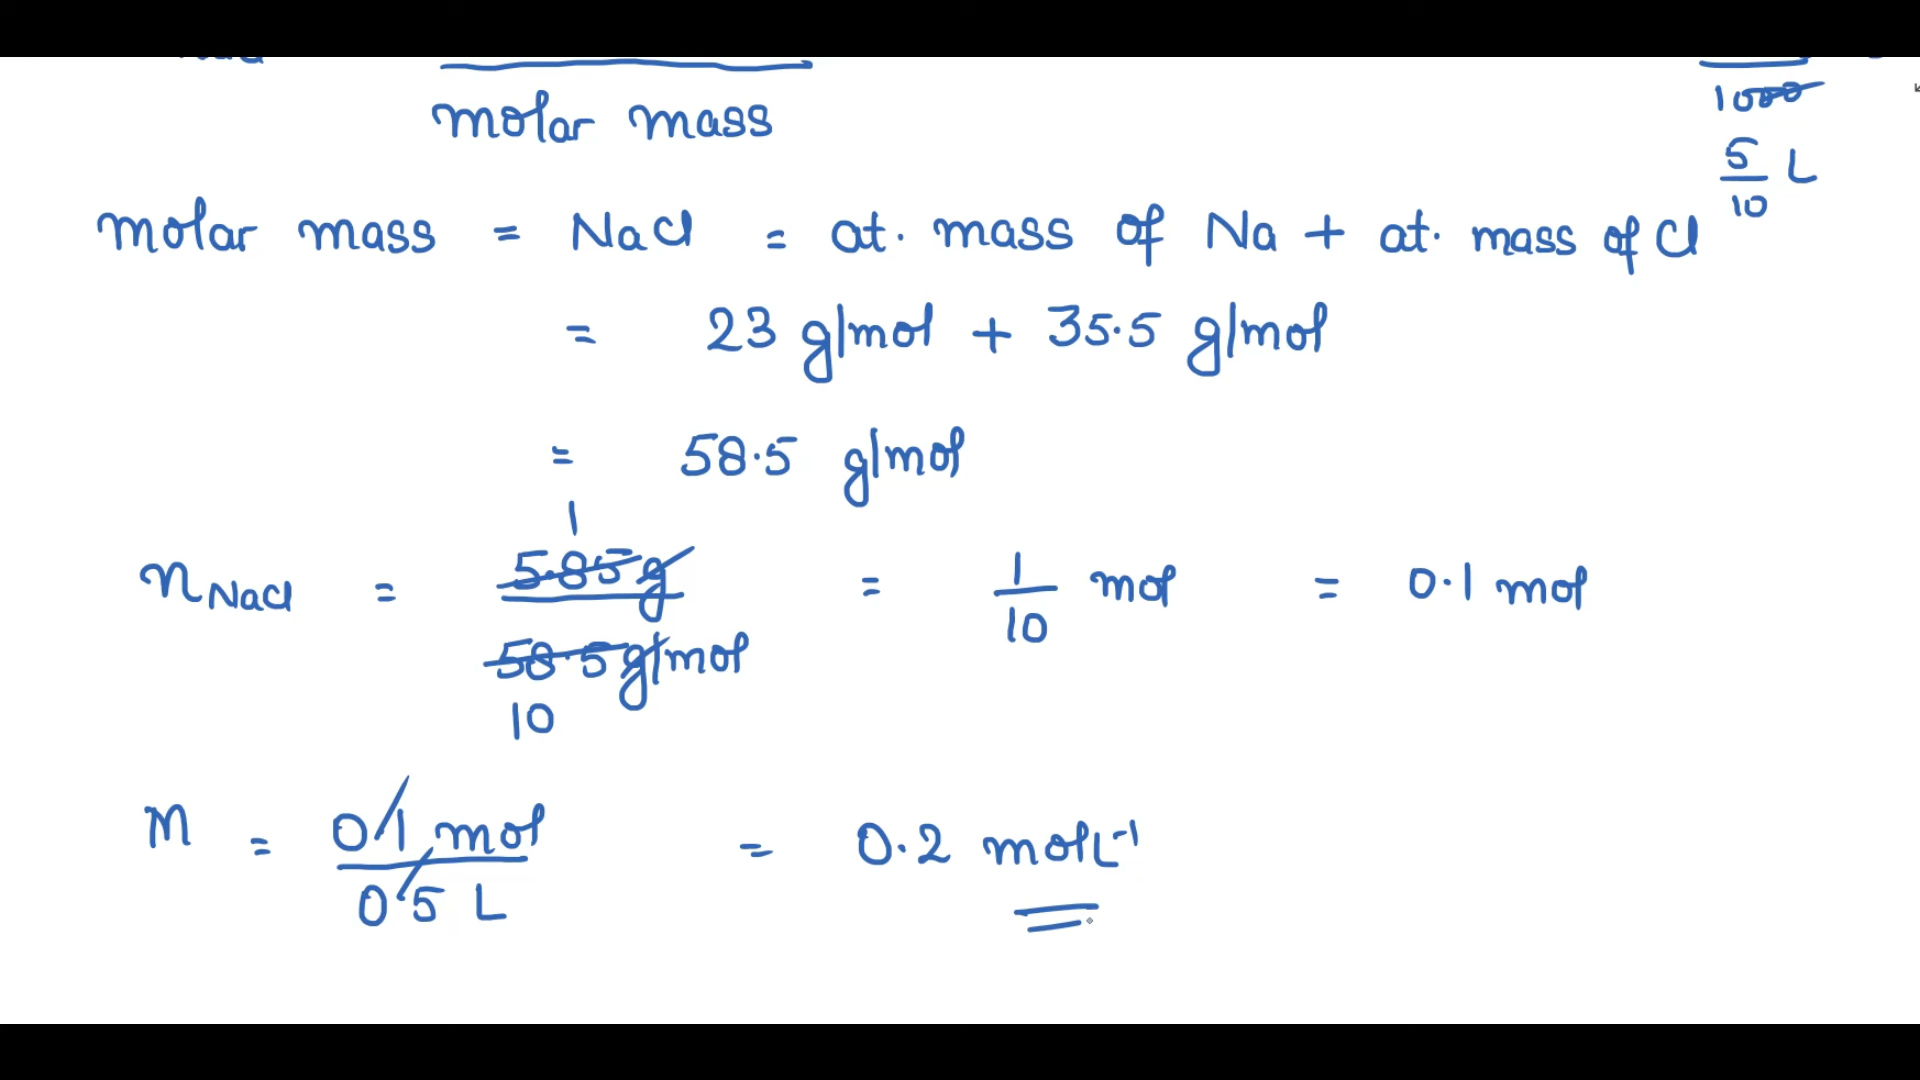 molar mass
1000
5/10 L
molar mass = NaCl = at. mass of Na + at. mass of Cl
= 23 g/mol + 35.5 g/mol
= 58.5 g/mol
1
n NaCl = 5.85 g / 58.5 g/mol = 1/10 mol = 0.1 mol
10
M = 0.1 mol / 0.5 L = 0.2 mol L⁻¹